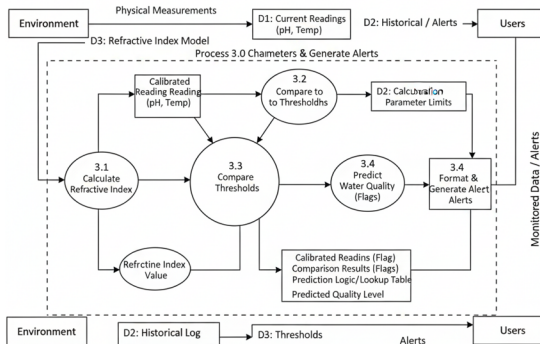 Environment
Physical Measurements
D1: Current Readings
(pH, Temp)
D2: Historical / Alerts
Users
D3: Refractive Index Model
Process 3.0 Chameters & Generate Alerts
Calibrated
Reading Reading
(pH, Temp)
3.2
Compare to
to Thresholdhs
D2: Calcuvation
Parameter Limits
3.1
Calculate
Refractive Index
3.3
Compare
Thresholds
3.4
Predict
Water Quality
(Flags)
3.4
Format &
Generate Alert
Alerts
Monitored Data / Alerts
Refrctine Index
Value
Calibrated Readins (Flag)
Comparison Results (Flags)
Prediction Logic/Lookup Table
Predicted Quality Level
Environment
D2: Historical Log
D3: Thresholds
Alerts
Users